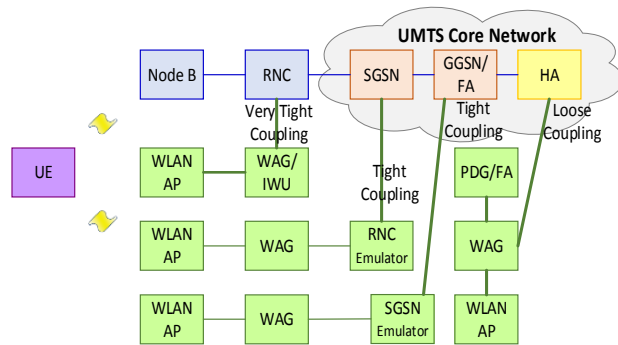 UMTS Core Network
Node B
RNC
SGSN
GGSN/
FA
HA
Very Tight
Coupling
Tight
Coupling
Loose
Coupling
UE
WLAN
AP
WAG/
IWU
Tight
Coupling
PDG/FA
WLAN
AP
WAG
RNC
Emulator
WAG
WLAN
AP
WAG
SGSN
Emulator
WLAN
AP